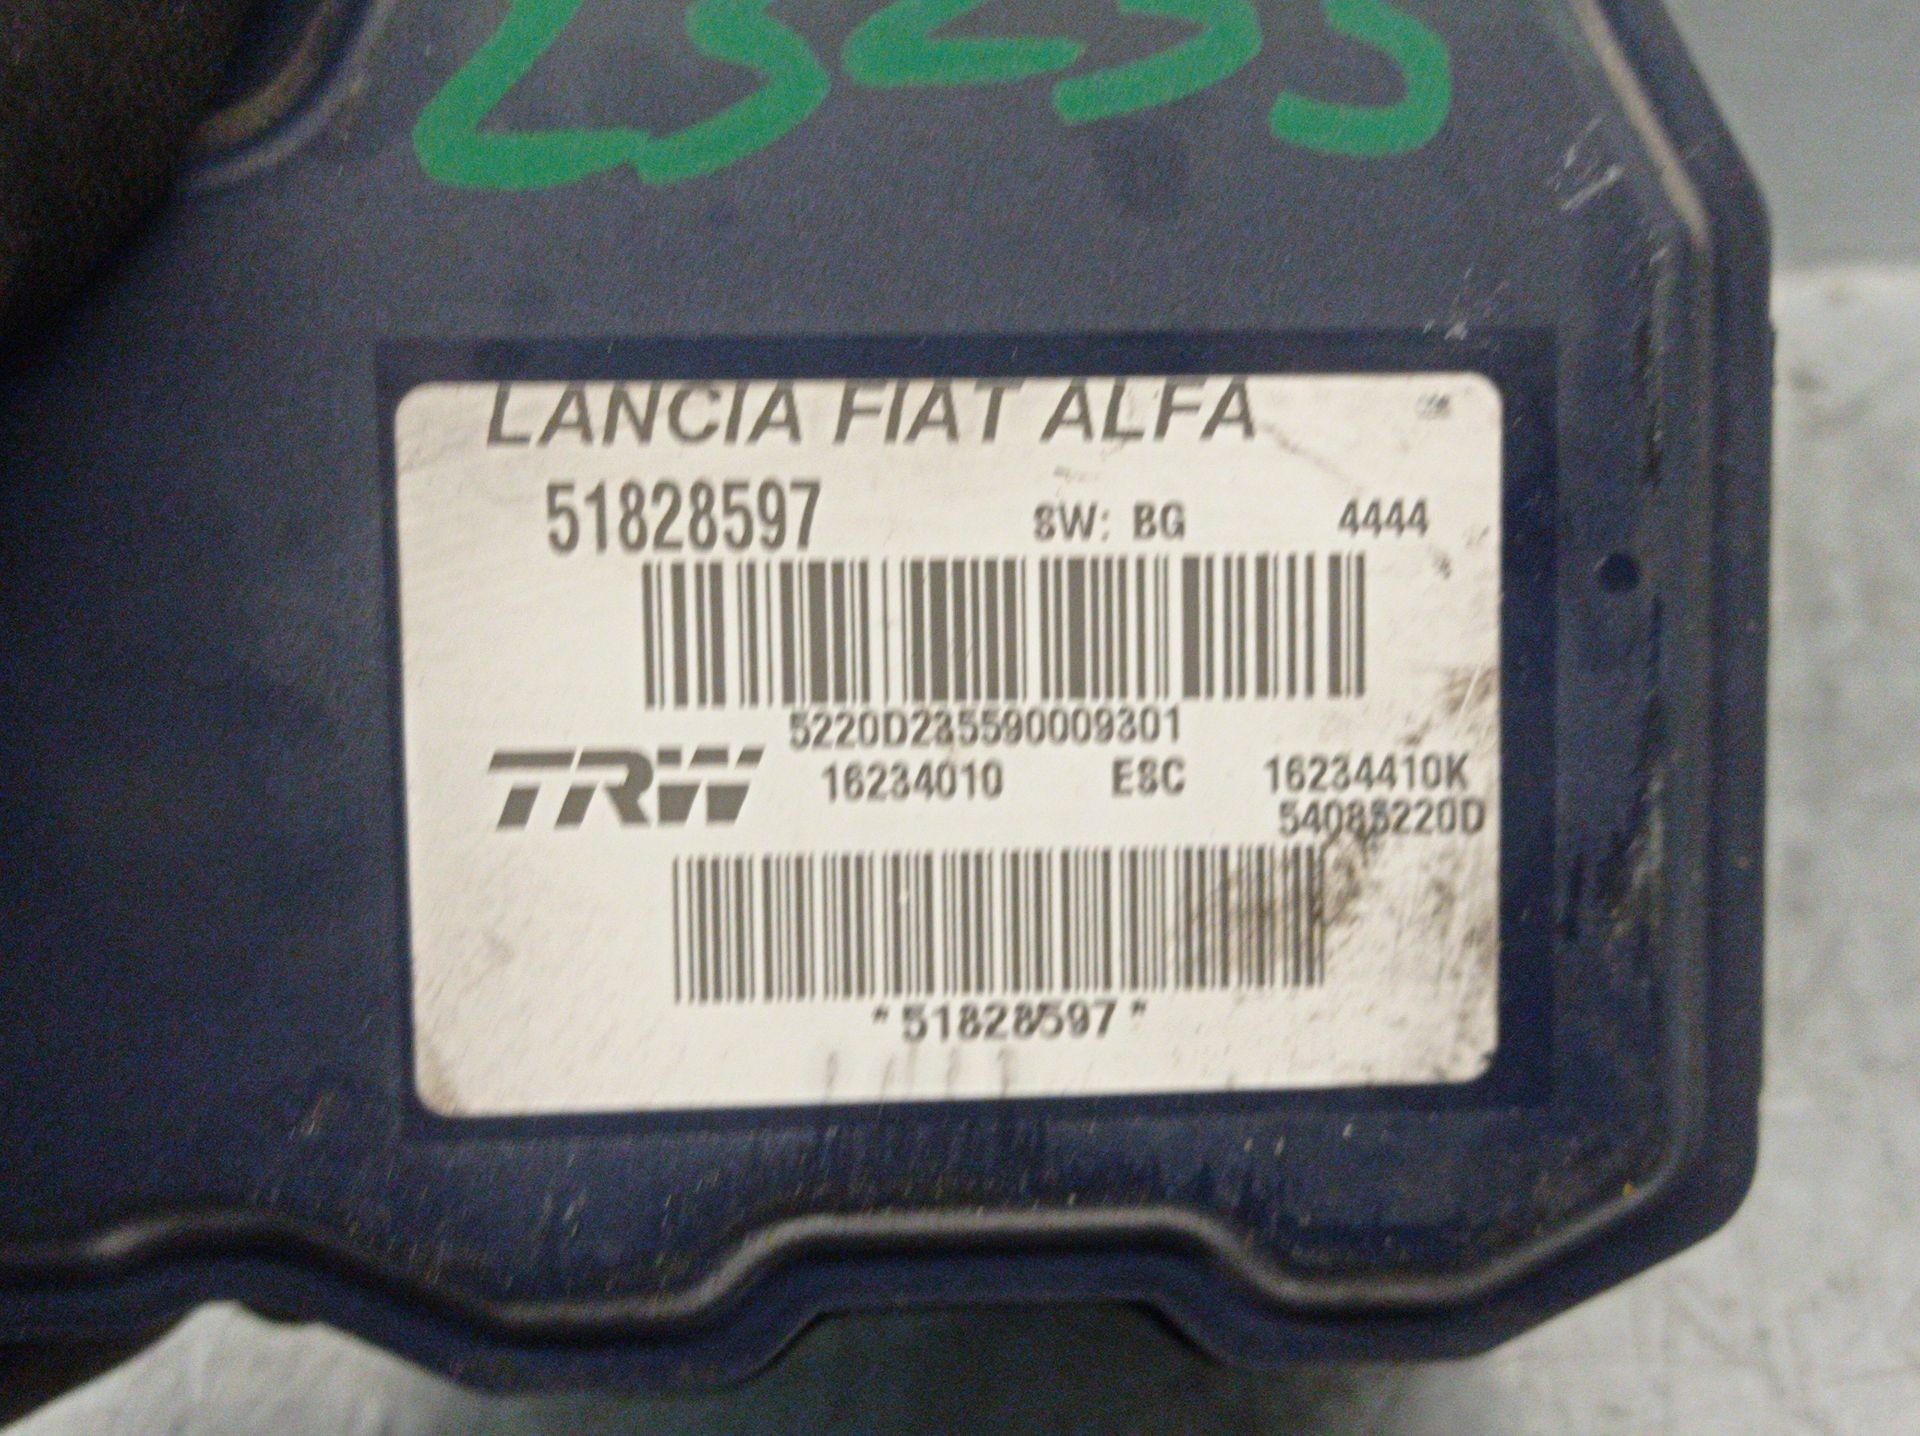 LANCIA FIAT ALFA
51828597 SW: BG 4444
5220D235590009301
TRW 16234010 ESC 16234410K
54085220D
*51828597*